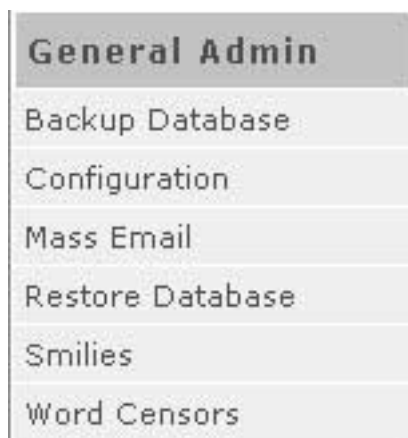 General Admin
Backup Database
Configuration
Mass Email
Restore Database
Smilies
Word Censors